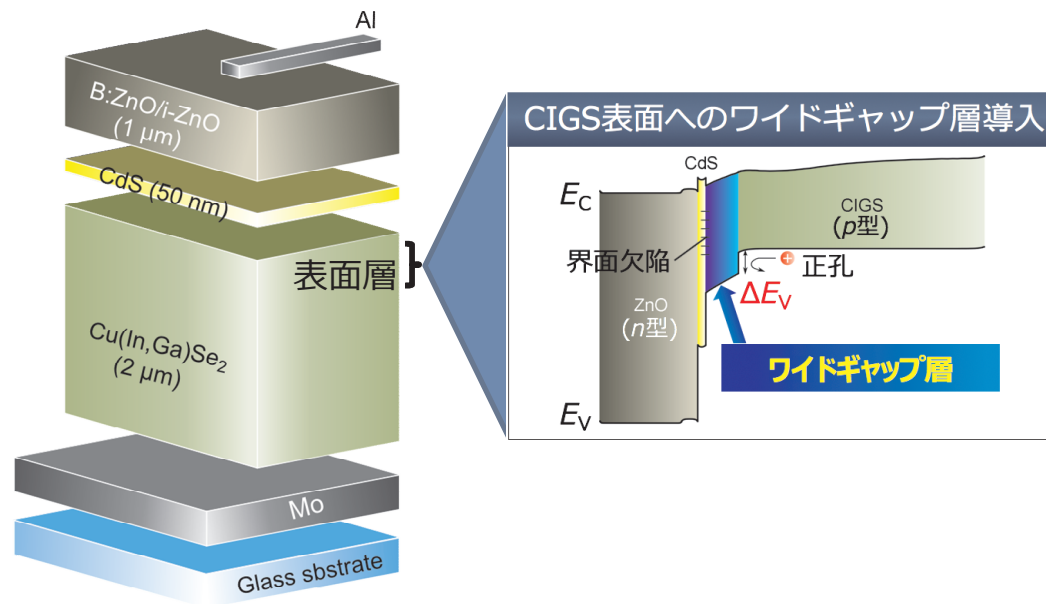 Al
B:ZnO/i-ZnO
(1 μm)
CdS (50 nm)
表面層
Cu(In,Ga)Se2
(2 μm)
Mo
Glass sbstrate
CIGS表面へのワイドギャップ層導入
CdS
EC
CIGS
(p型)
界面欠陥
正孔
ΔEV
ZnO
(n型)
ワイドギャップ層
EV